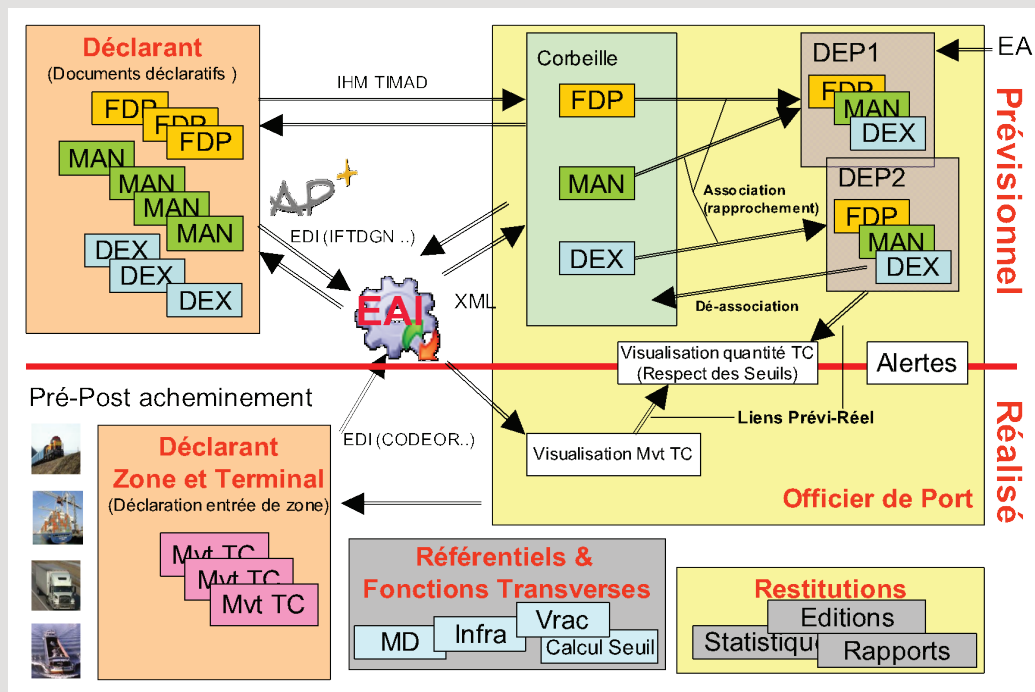 Déclarant
(Documents déclaratifs )
FDP
FDP
FDP
MAN
MAN
MAN
MAN
DEX
DEX
DEX
IHM TIMAD
AP+
EDI (IFTDGN ..)
EAI
XML
Corbeille
FDP
MAN
DEX
DEP1
FDP
MAN
DEX
EA
DEP2
FDP
MAN
DEX
Association
(rapprochement)
Dé-association
Prévisionnel
Visualisation quantité TC
(Respect des Seuils)
Alertes
Liens Prévi-Réel
Visualisation Mvt TC
Officier de Port
Réalisé
Pré-Post acheminement
EDI (CODEOR..)
Déclarant
Zone et Terminal
(Déclaration entrée de zone)
Mvt TC
Mvt TC
Mvt TC
Référentiels &
Fonctions Transverses
MD
Infra
Vrac
Calcul Seuil
Restitutions
Editions
Statistique
Rapports